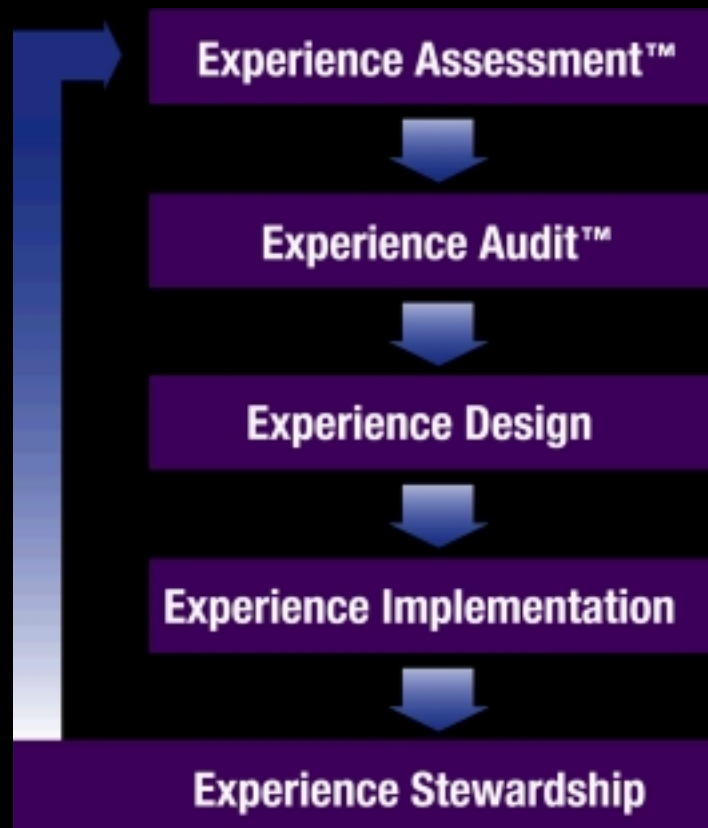 Experience Assessment™
Experience Audit™
Experience Design
Experience Implementation
Experience Stewardship